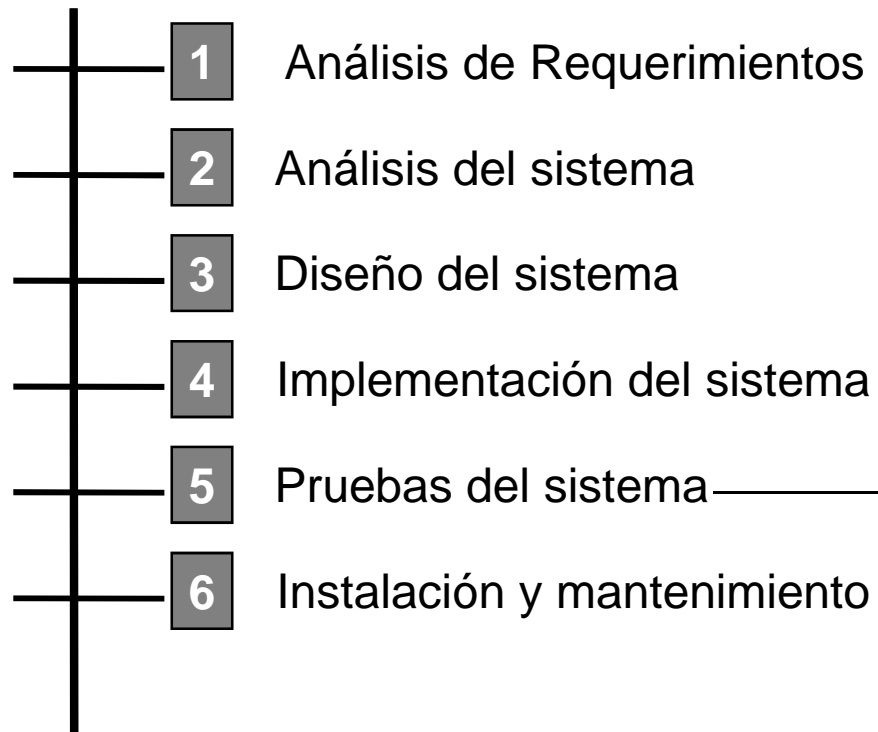 1 Análisis de Requerimientos
2 Análisis del sistema
3 Diseño del sistema
4 Implementación del sistema
5 Pruebas del sistema
6 Instalación y mantenimiento